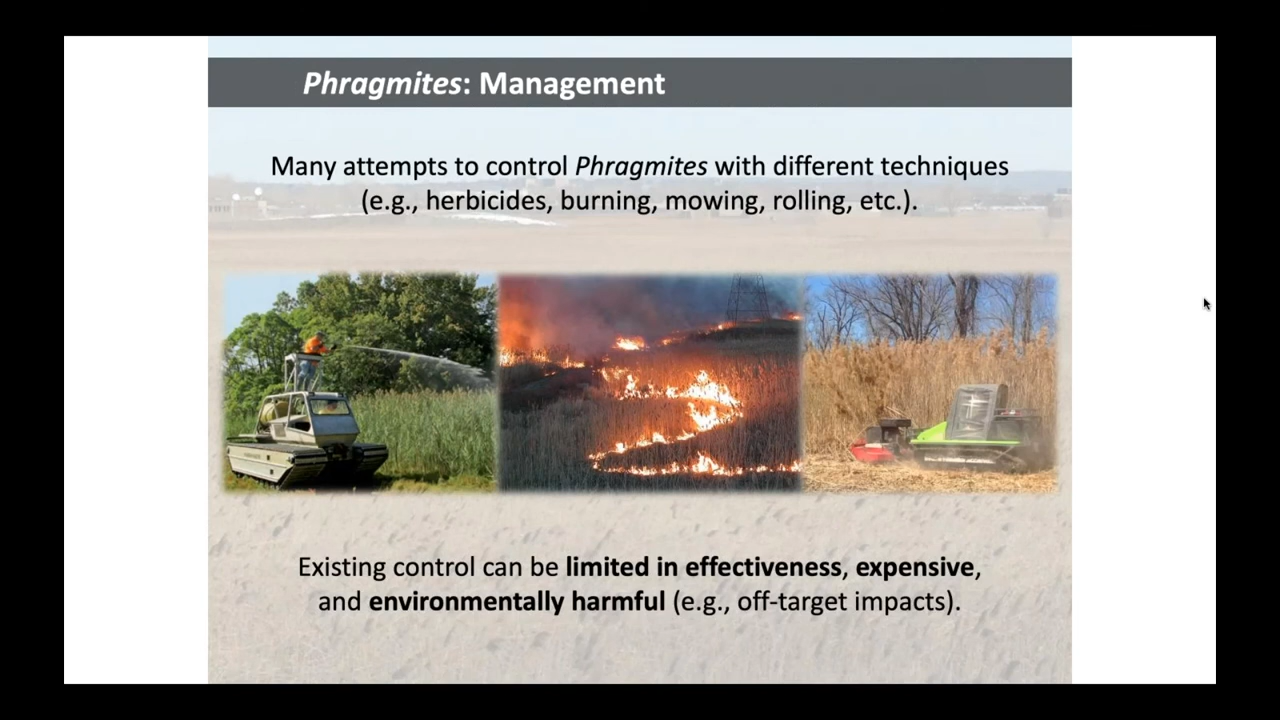 Phragmites: Management
Many attempts to control Phragmites with different techniques
(e.g., herbicides, burning, mowing, rolling, etc.).
Existing control can be limited in effectiveness, expensive,
and environmentally harmful (e.g., off-target impacts).